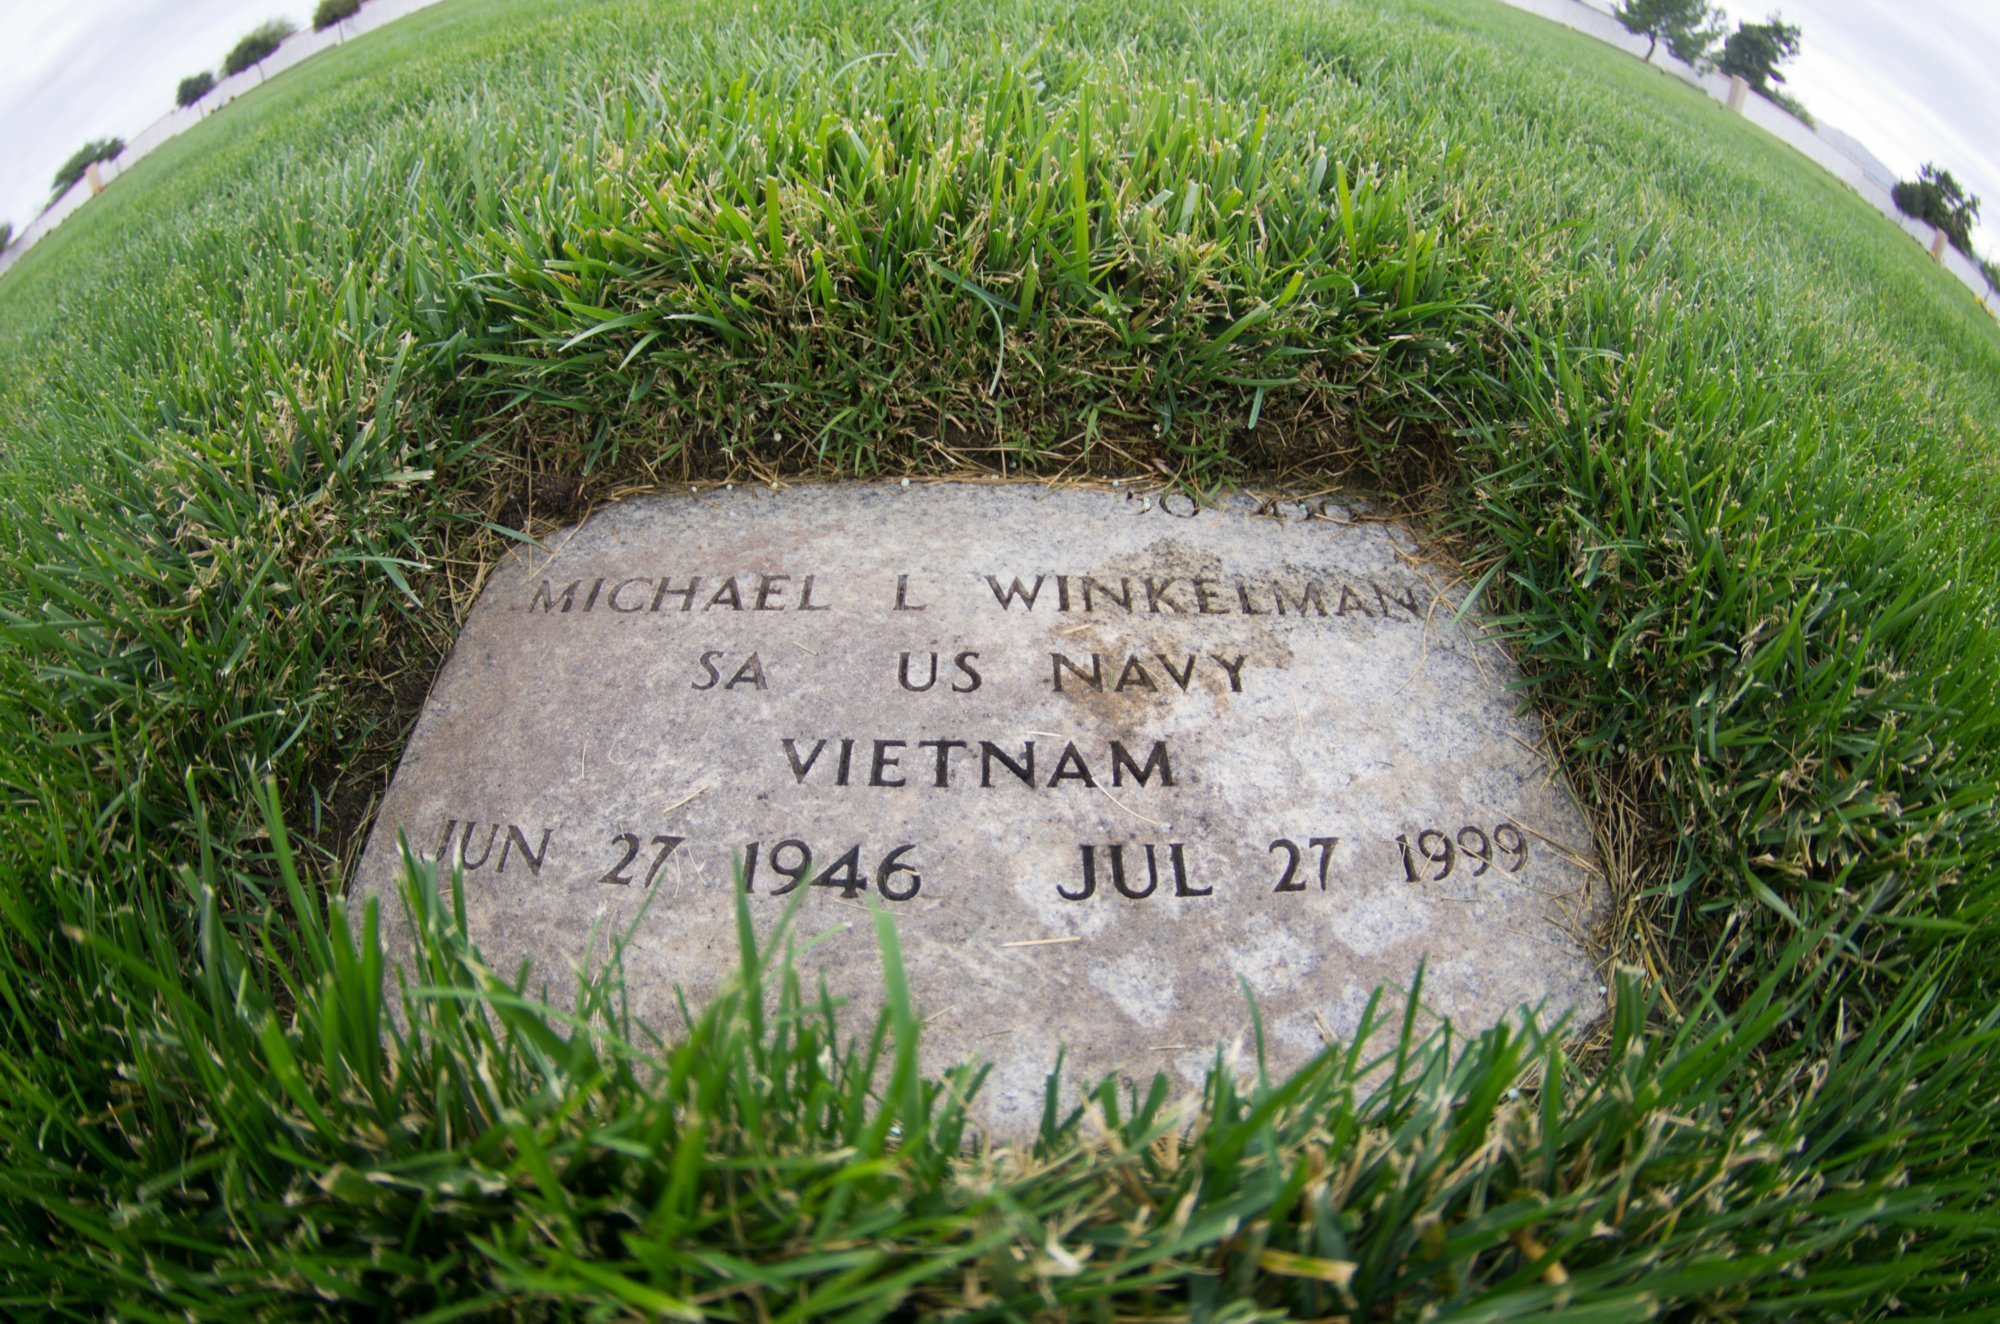 MICHAEL L WINKELMAN
SA US NAVY
VIETNAM
JUN 27 1946 JUL 27 1999